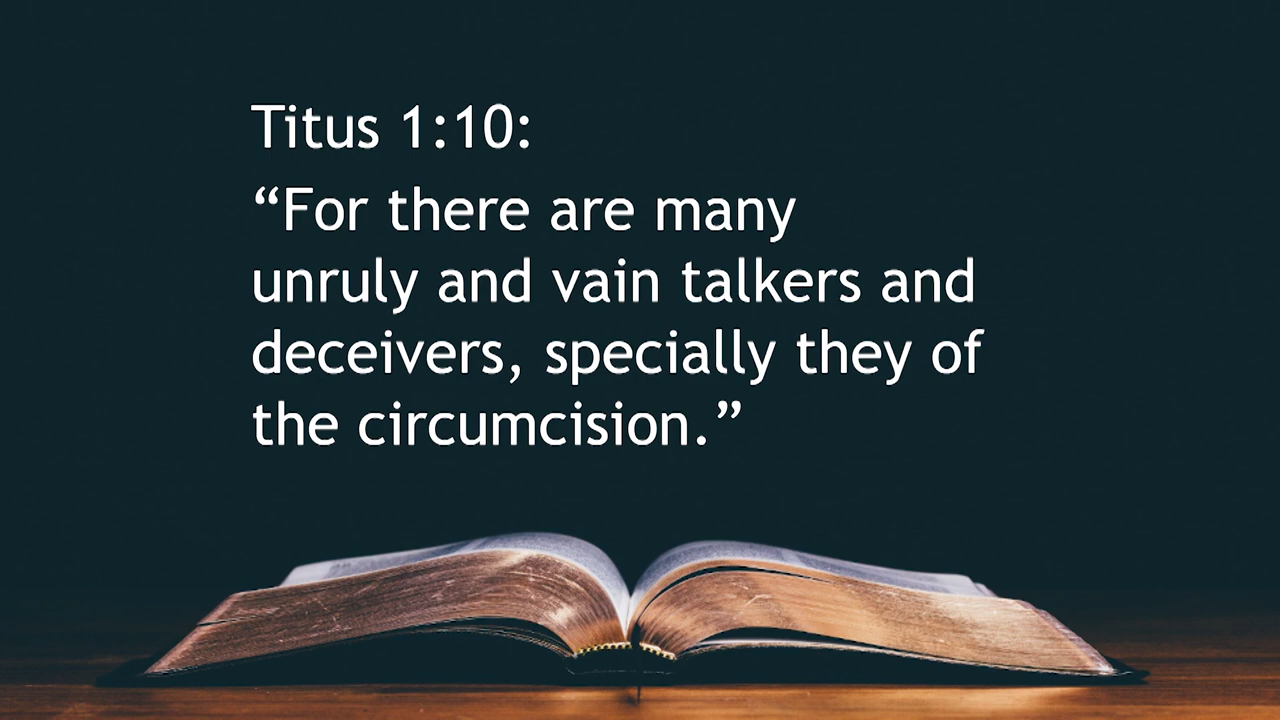 Titus 1:10:
“For there are many
unruly and vain talkers and
deceivers, specially they of
the circumcision.”